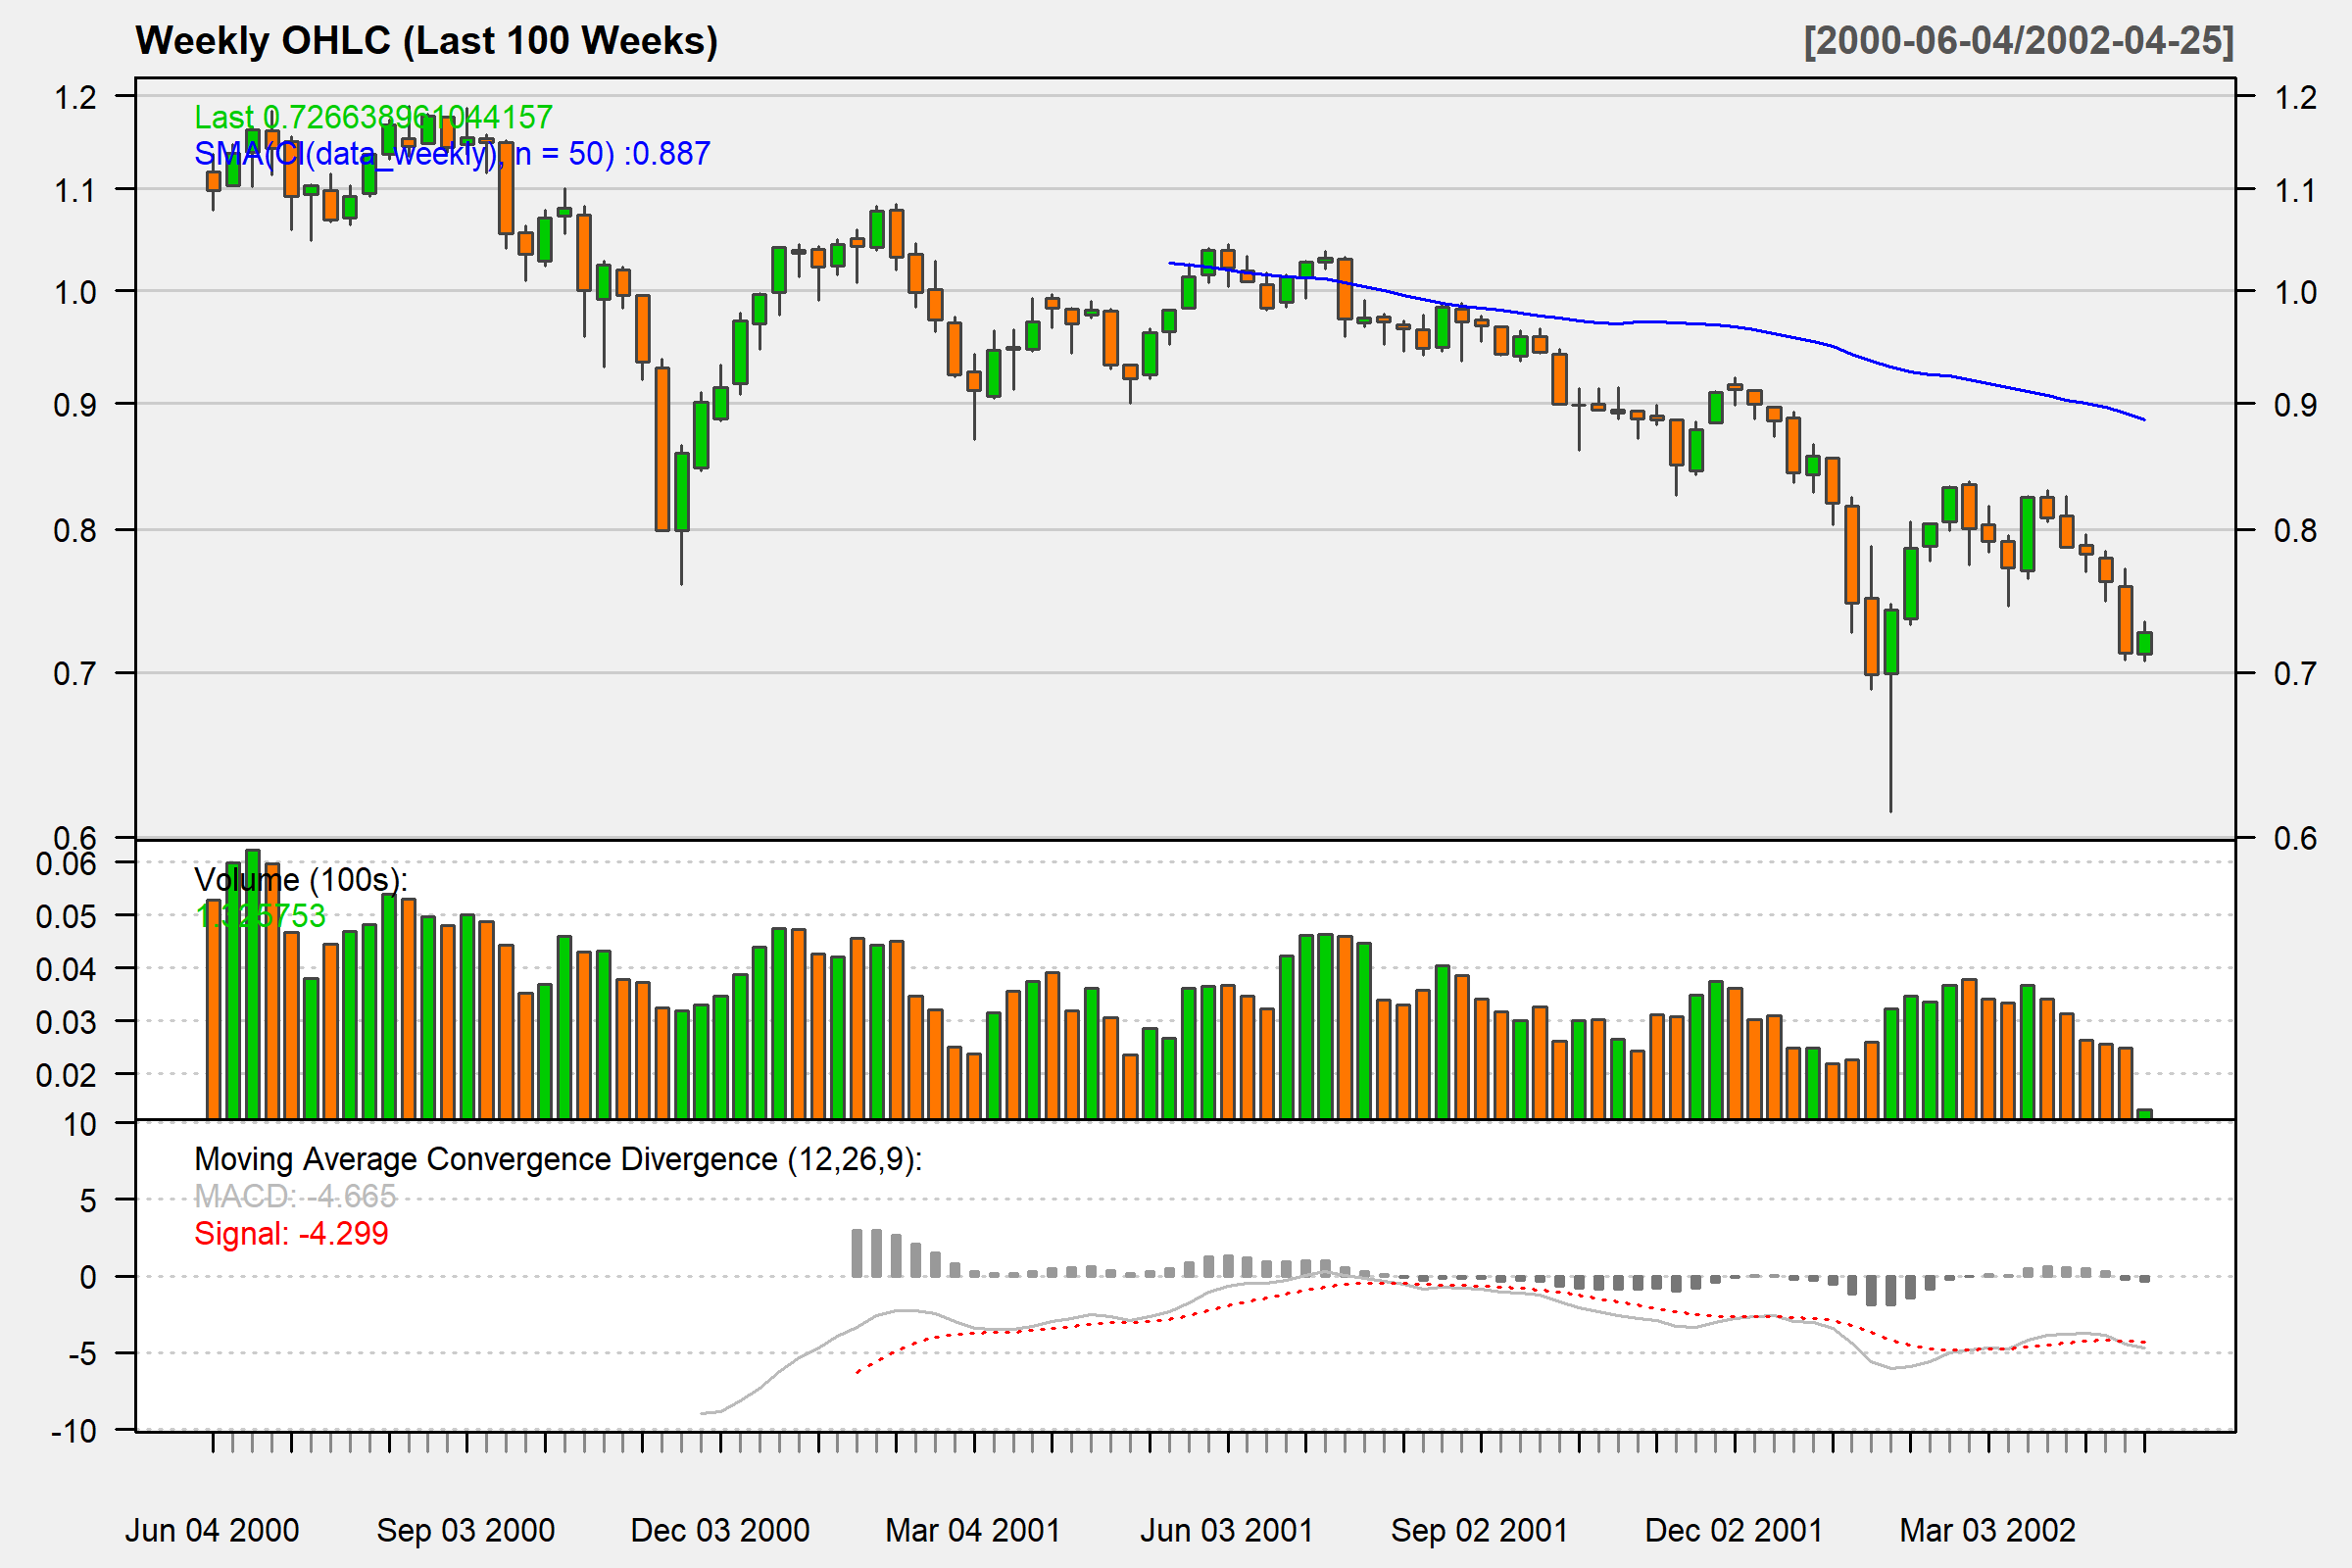 Weekly OHLC (Last 100 Weeks)
[2000-06-04/2002-04-25]
Last 0.726638961044157
SMA(Cl(data_weekly), n = 50) :0.887
1.2 1.2
1.1 1.1
1.0 1.0
0.9 0.9
0.8 0.8
0.7 0.7
0.6 0.6
Volume (100s):
1.325753
0.06
0.05
0.04
0.03
0.02
Moving Average Convergence Divergence (12,26,9):
MACD: -4.665
Signal: -4.299
10
5
0
-5
-10
Jun 04 2000 Sep 03 2000 Dec 03 2000 Mar 04 2001 Jun 03 2001 Sep 02 2001 Dec 02 2001 Mar 03 2002